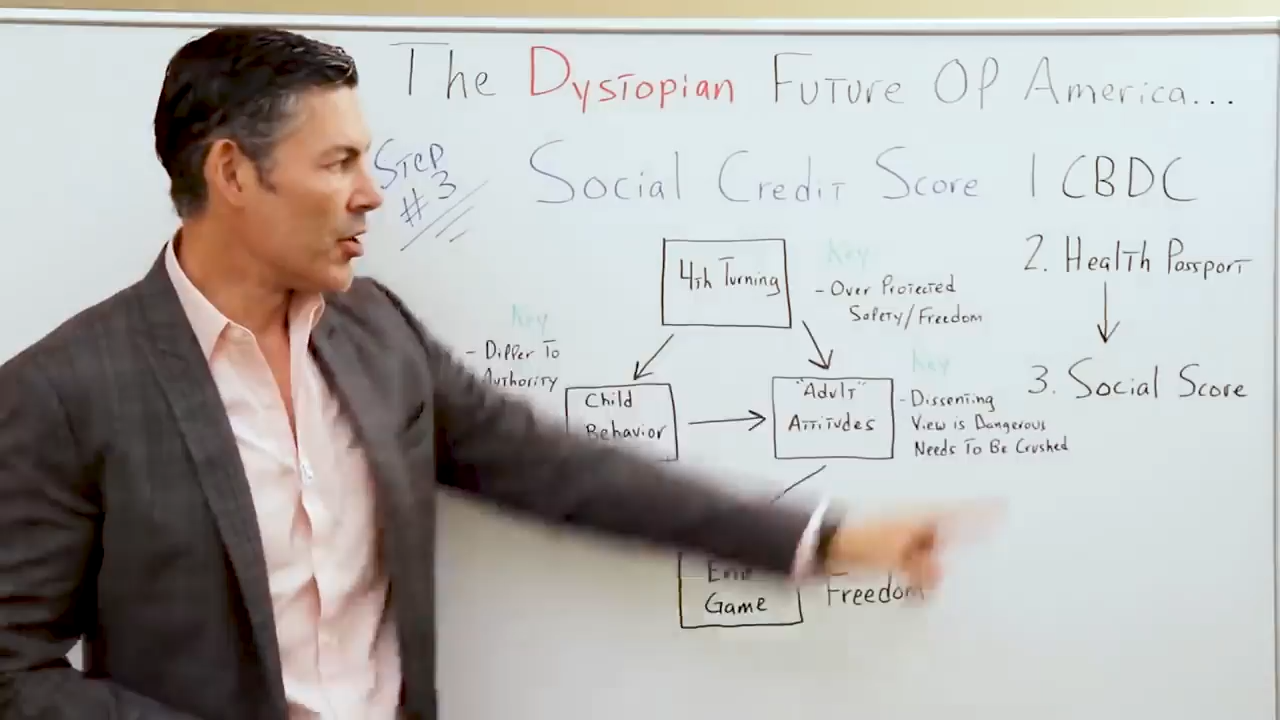 The Dystopian Future Of America...
Step
#3
Social Credit Score
1 CBDC
2. Health Passport
3. Social Score
4th Turning
Key
- Over Protected
Safety/Freedom
Key
- Differ To
Authority
Child
Behavior
"Adult"
Attitudes
Key
- Dissenting
View is Dangerous
Needs To Be Crushed
End
Game
Freedom